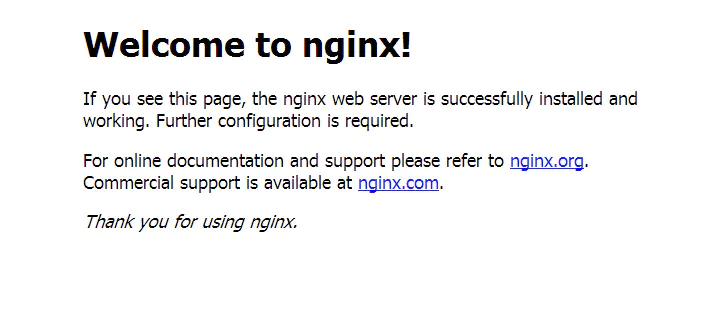 Welcome to nginx!
If you see this page, the nginx web server is successfully installed and
working. Further configuration is required.
For online documentation and support please refer to nginx.org.
Commercial support is available at nginx.com.
Thank you for using nginx.